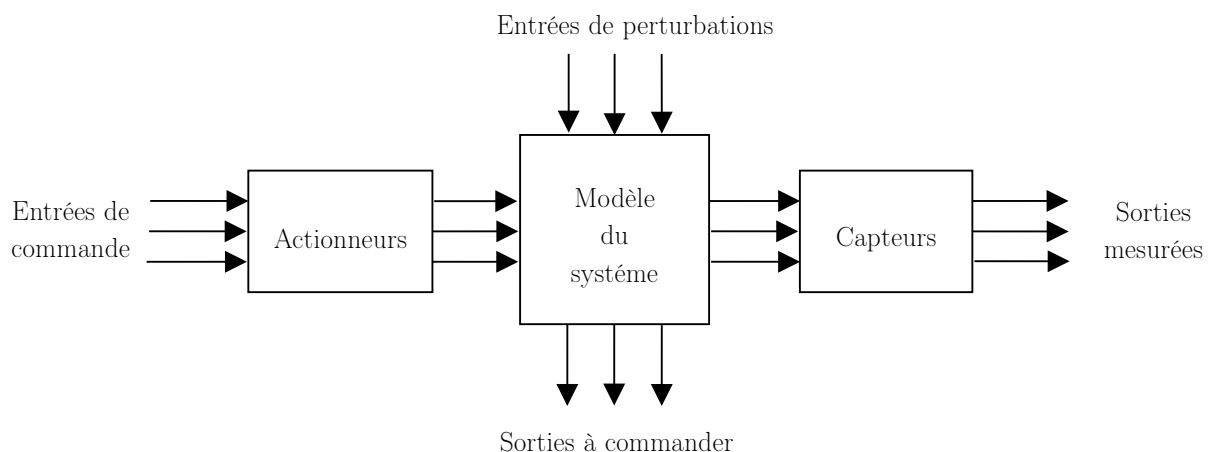 Entrées de perturbations
Entrées de
commande
Actionneurs
Modèle
du
systéme
Capteurs
Sorties
mesurées
Sorties à commander